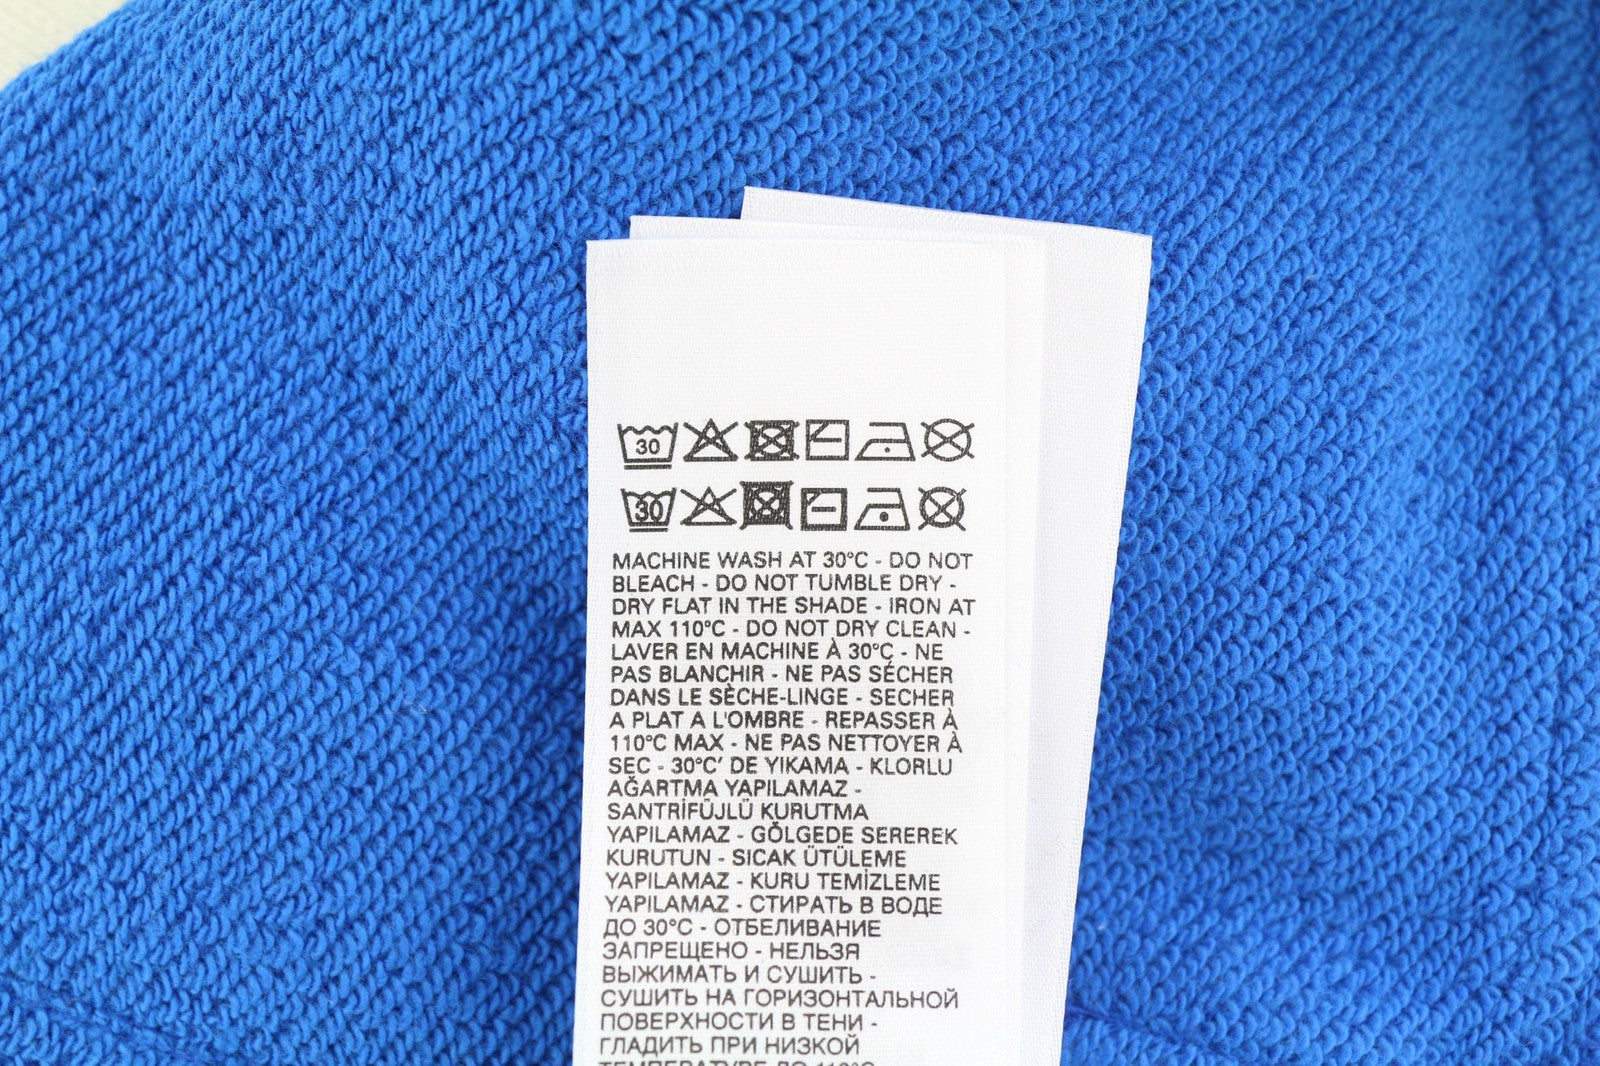 30
30
MACHINE WASH AT 30°C - DO NOT
BLEACH - DO NOT TUMBLE DRY -
DRY FLAT IN THE SHADE - IRON AT
MAX 110°C - DO NOT DRY CLEAN -
LAVER EN MACHINE À 30°C - NE
PAS BLANCHIR - NE PAS SÉCHER
DANS LE SÈCHE-LINGE - SECHER
A PLAT A L'OMBRE - REPASSER À
110°C MAX - NE PAS NETTOYER À
SEC - 30°C' DE YIKAMA - KLORLU
AĞARTMA YAPILAMAZ -
SANTRİFÜJLÜ KURUTMA
YAPILAMAZ - GÖLGEDE SEREREK
KURUTUN - SICAK ÜTÜLEME
YAPILAMAZ - KURU TEMİZLEME
YAPILAMAZ - СТИРАТЬ В ВОДЕ
ДО 30°C - ОТБЕЛИВАНИЕ
ЗАПРЕЩЕНО - НЕЛЬЗЯ
ВЫЖИМАТЬ И СУШИТЬ -
СУШИТЬ НА ГОРИЗОНТАЛЬНОЙ
ПОВЕРХНОСТИ В ТЕНИ -
ГЛАДИТЬ ПРИ НИЗКОЙ